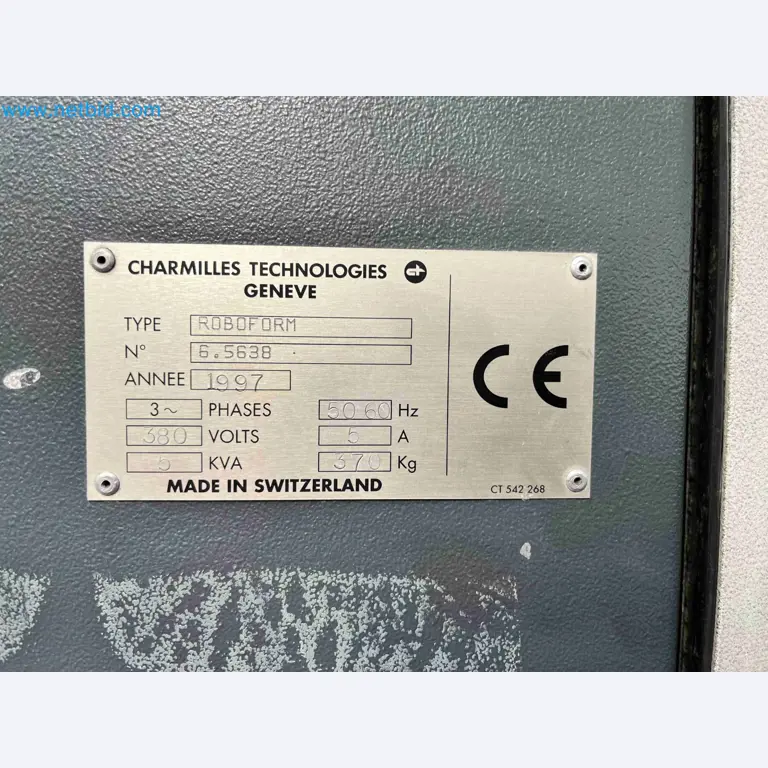 www.netbid.com
CHARMILLES TECHNOLOGIES
GENEVE
TYPE ROBOFORM
N° 6.5638
ANNEE 1997
3~ PHASES 50 60 Hz
380 VOLTS 5 A
5 KVA 370 Kg
MADE IN SWITZERLAND
CT 542 268
CE